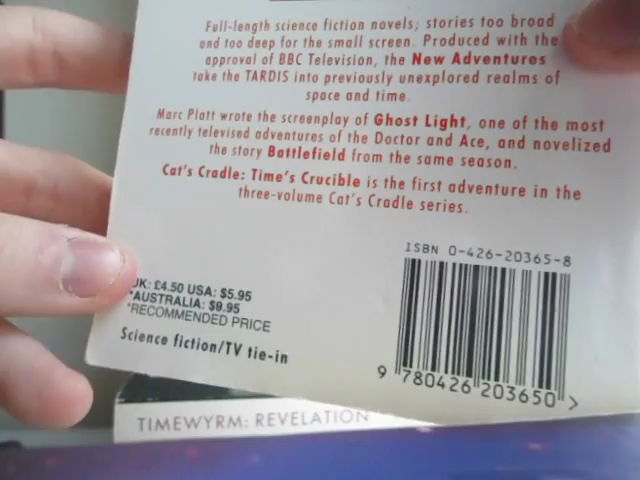 Full-length science fiction novels; stories too broad
and too deep for the small screen. Produced with the
approval of BBC Television, the New Adventures
take the TARDIS into previously unexplored realms of
space and time.
Marc Platt wrote the screenplay of Ghost Light, one of the most
recently televised adventures of the Doctor and Ace, and novelized
the story Battlefield from the same season.
Cat's Cradle: Time's Crucible is the first adventure in the
three-volume Cat's Cradle series.
ISBN 0-426-20365-8
UK: £4.50 USA: $5.95
*AUSTRALIA: $9.95
*RECOMMENDED PRICE
Science fiction/TV tie-in
9 780426 203650 >
TIMEWYRM: REVELATION